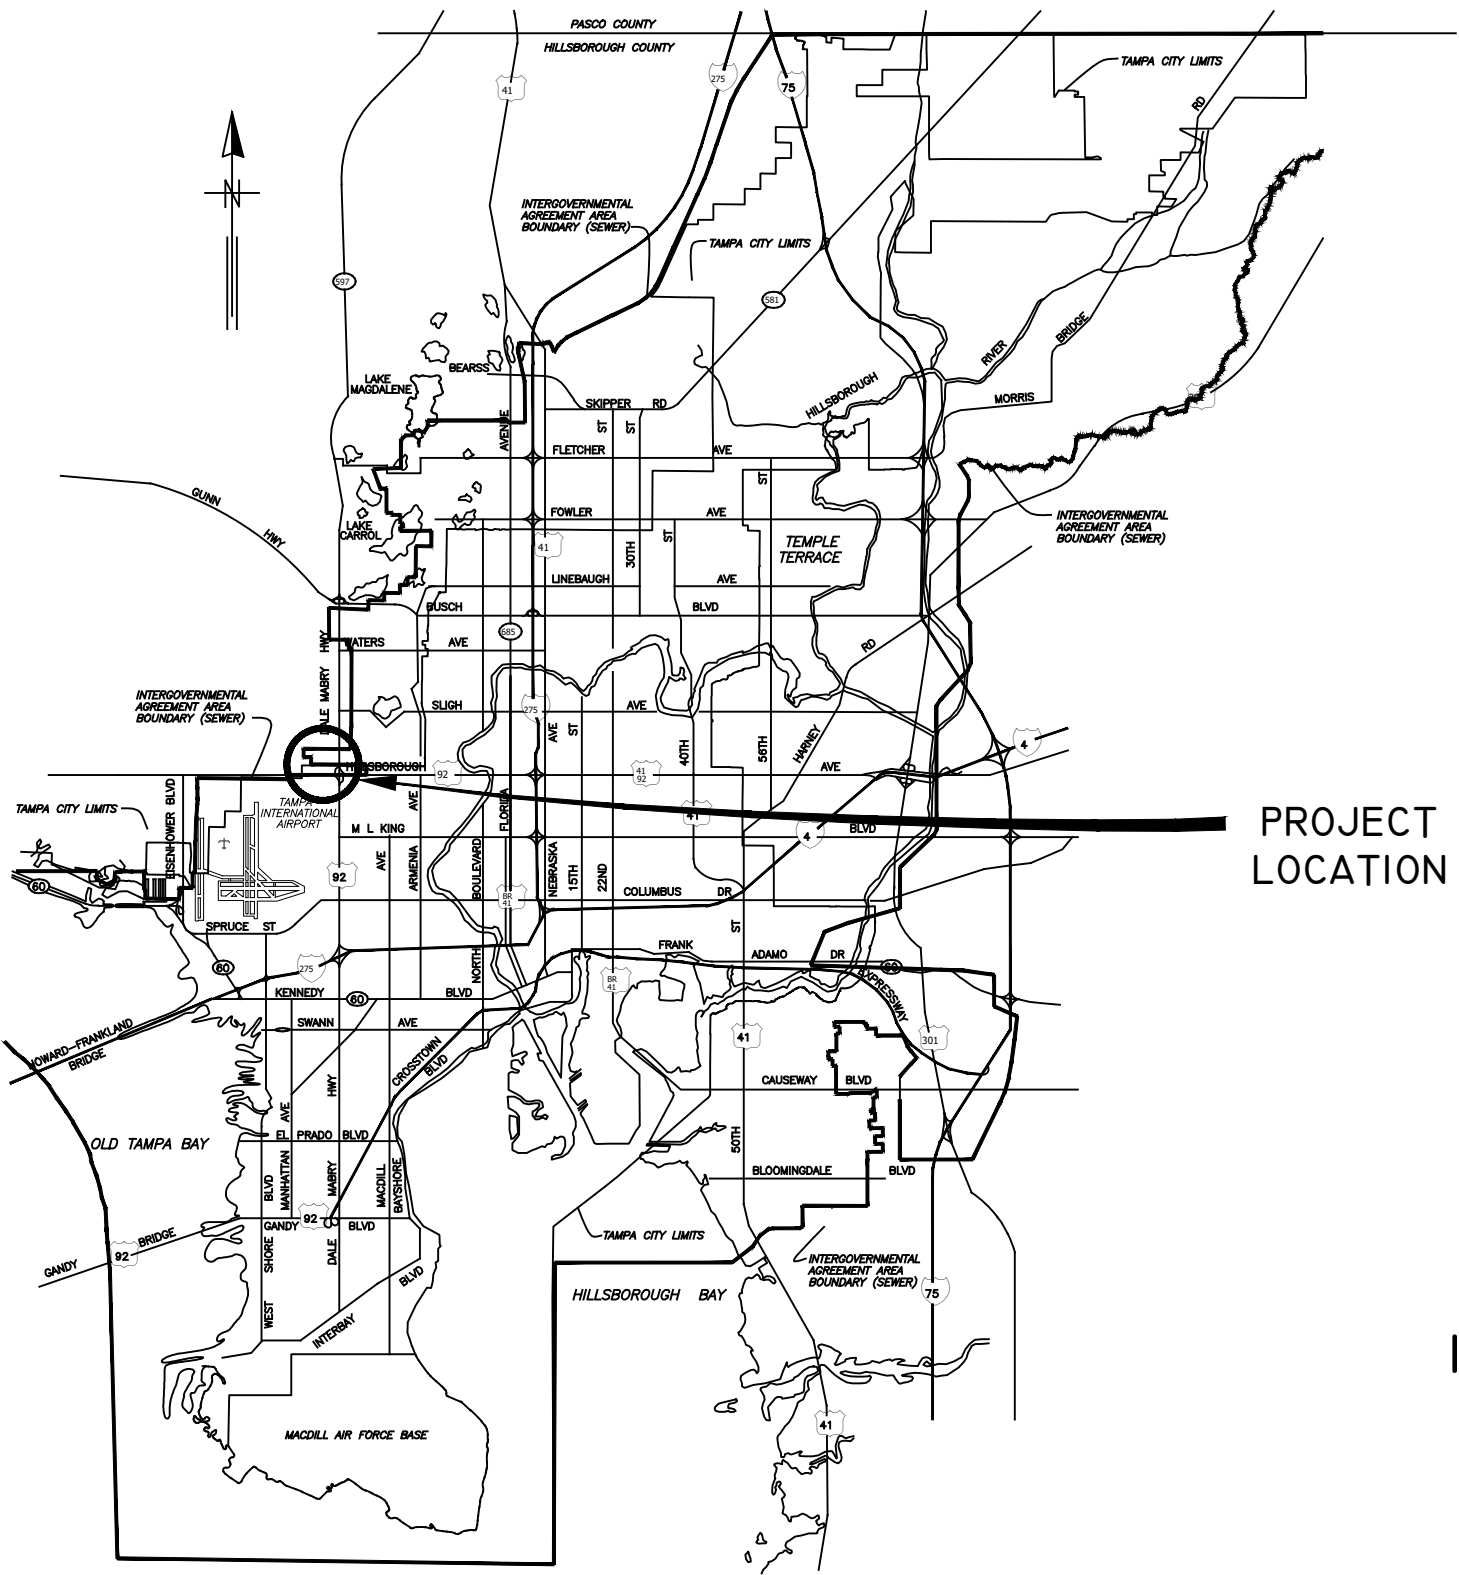 PASCO COUNTY
HILLSBOROUGH COUNTY
TAMPA CITY LIMITS
275
75
41
RD
N
INTERGOVERNMENTAL
AGREEMENT AREA
BOUNDARY (SEWER)
TAMPA CITY LIMITS
597
581
BRIDGE
RIVER
BEARSS
LAKE
MAGDALENE
HILLSBOROUGH
MORRIS
SKIPPER RD
AVENUE
ST
ST
FLETCHER AVE
ST
GUNN
HWY
LAKE
CARROL
FOWLER AVE
INTERGOVERNMENTAL
AGREEMENT AREA
BOUNDARY (SEWER)
41
30TH
ST
TEMPLE
TERRACE
LINEBAUGH AVE
BUSCH BLVD
685
WATERS AVE
RD
DALE MABRY HWY
INTERGOVERNMENTAL
AGREEMENT AREA
BOUNDARY (SEWER)
SLIGH AVE
275
AVE
ST
40TH
56TH
HARNEY
4
HILLSBOROUGH
92
41
92
AVE
TAMPA CITY LIMITS
EISENHOWER BLVD
TAMPA
INTERNATIONAL
AIRPORT
AVE
FLORIDA
41
PROJECT
LOCATION
M L KING
4
BLVD
60
92
AVE
ARMENIA
BOULEVARD
NEBRASKA
15TH
22ND
BR
41
COLUMBUS DR
SPRUCE ST
ST
60
275
NORTH
FRANK
ADAMO DR
60
BR
41
EXPRESSWAY
KENNEDY
60
BLVD
SWANN AVE
HOWARD-FRANKLAND
BRIDGE
CROSSTOWN
BLVD
41
301
HWY
AVE
CAUSEWAY BLVD
OLD TAMPA BAY
EL PRADO BLVD
50TH
BLVD
MANHATTAN
MABRY
MACDILL
BAYSHORE
BLOOMINGDALE BLVD
GANDY
92
BLVD
GANDY
92
BRIDGE
SHORE
DALE
BLVD
TAMPA CITY LIMITS
INTERGOVERNMENTAL
AGREEMENT AREA
BOUNDARY (SEWER)
HILLSBOROUGH BAY
75
WEST
INTERBAY
41
MACDILL AIR FORCE BASE